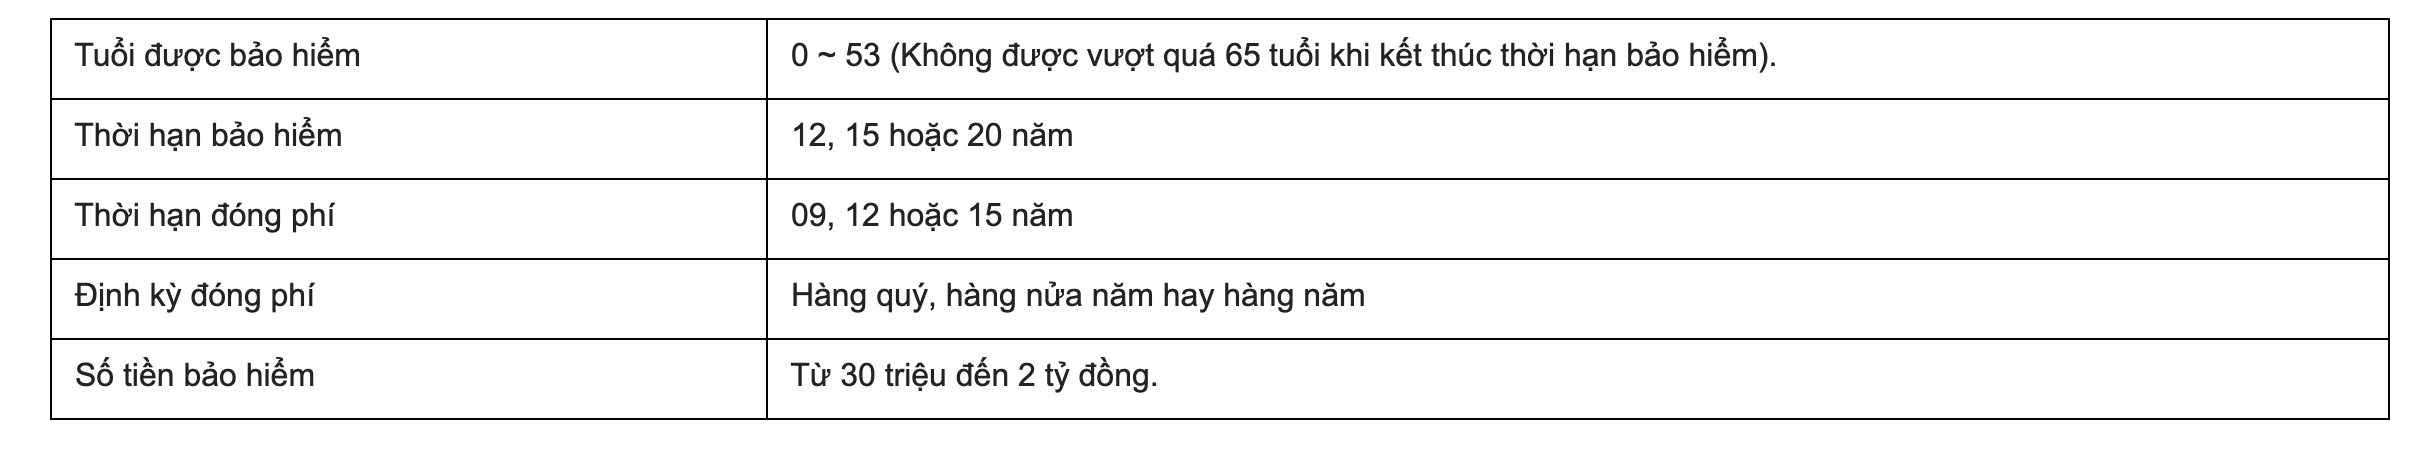 Tuổi được bảo hiểm
0 ~ 53 (Không được vượt quá 65 tuổi khi kết thúc thời hạn bảo hiểm).
Thời hạn bảo hiểm
12, 15 hoặc 20 năm
Thời hạn đóng phí
09, 12 hoặc 15 năm
Định kỳ đóng phí
Hàng quý, hàng nửa năm hay hàng năm
Số tiền bảo hiểm
Từ 30 triệu đến 2 tỷ đồng.